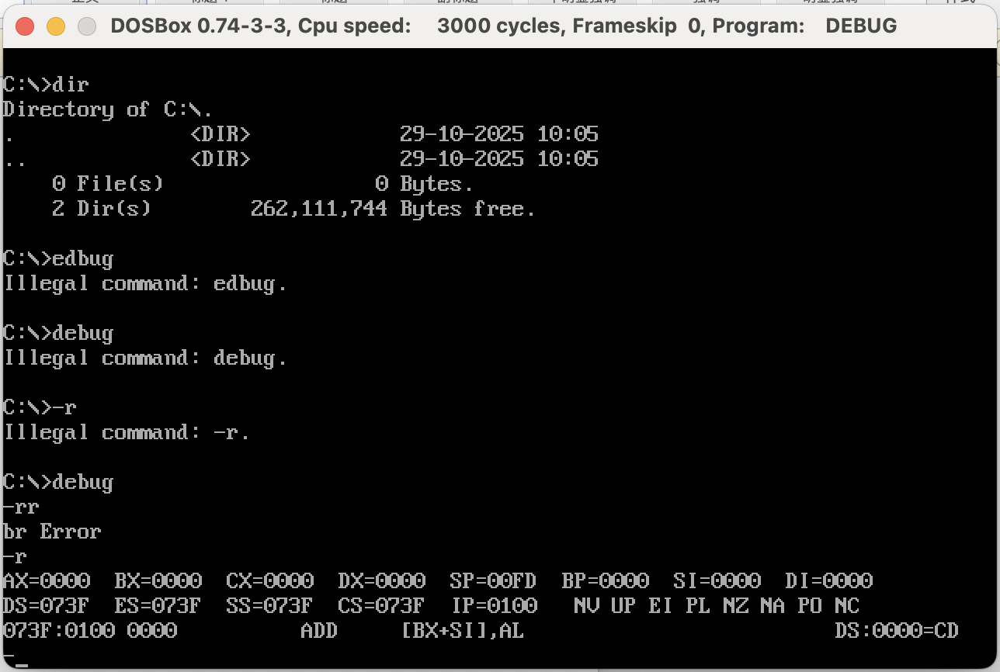 DOSBox 0.74-3-3, Cpu speed: 3000 cycles, Frameskip 0, Program: DEBUG
C:\>dir
Directory of C:\.
. <DIR> 29-10-2025 10:05
.. <DIR> 29-10-2025 10:05
0 File(s) 0 Bytes.
2 Dir(s) 262,111,744 Bytes free.
C:\>edbug
Illegal command: edbug.
C:\>debug
Illegal command: debug.
C:\>-r
Illegal command: -r.
C:\>debug
-rr
br Error
-r
AX=0000 BX=0000 CX=0000 DX=0000 SP=00FD BP=0000 SI=0000 DI=0000
DS=073F ES=073F SS=073F CS=073F IP=0100 NV UP EI PL NZ NA PO NC
073F:0100 0000 ADD [BX+SI],AL DS:0000=CD
-_